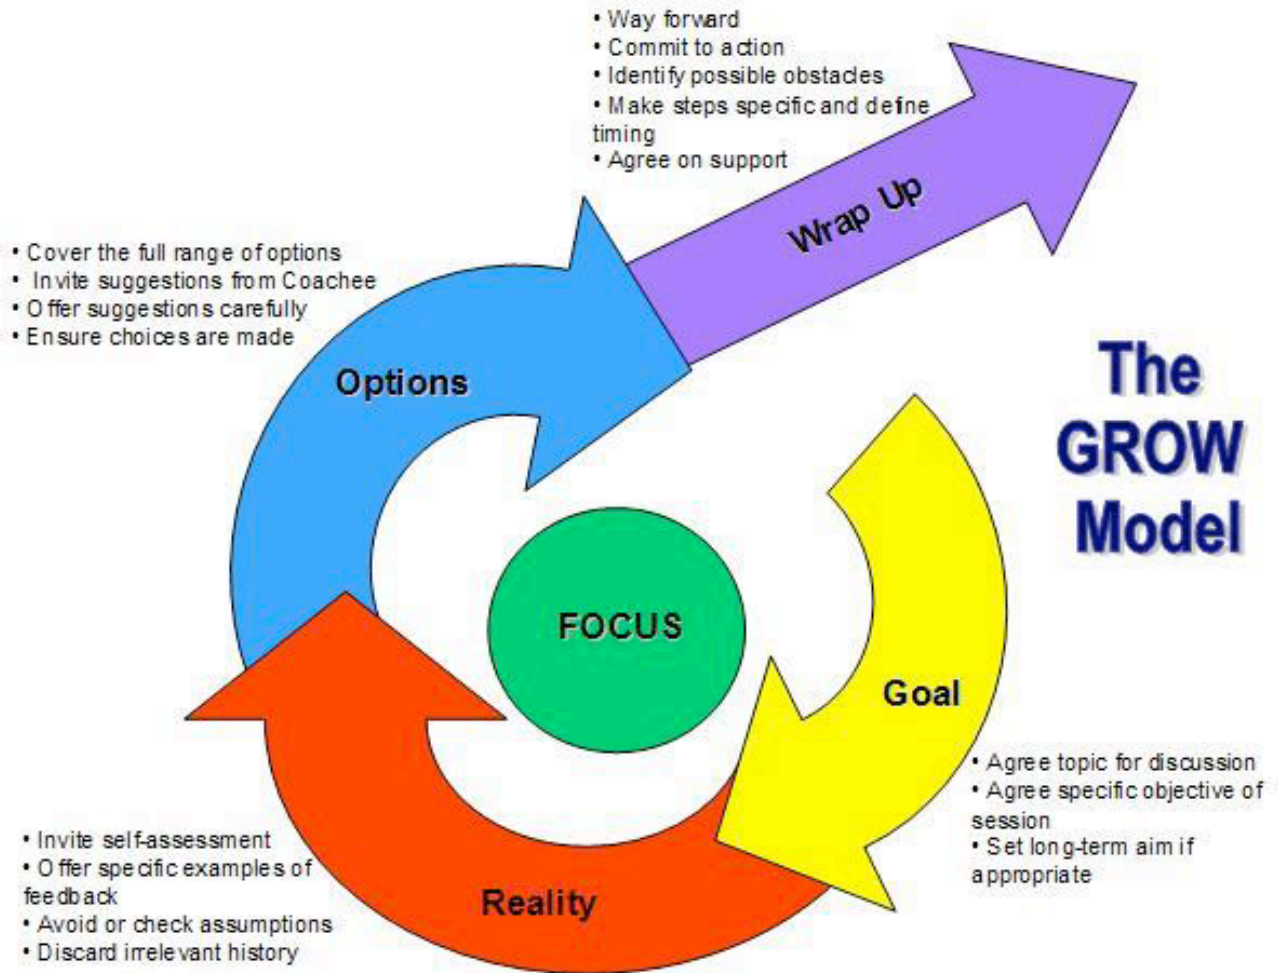 • Way forward
• Commit to action
• Identify possible obstacles
• Make steps specific and define
timing
• Agree on support
Wrap Up
• Cover the full range of options
• Invite suggestions from Coachee
• Offer suggestions carefully
• Ensure choices are made
Options
The
GROW
Model
FOCUS
Goal
• Agree topic for discussion
• Agree specific objective of
session
• Set long-term aim if
appropriate
• Invite self-assessment
• Offer specific examples of
feedback
• Avoid or check assumptions
• Discard irrelevant history
Reality